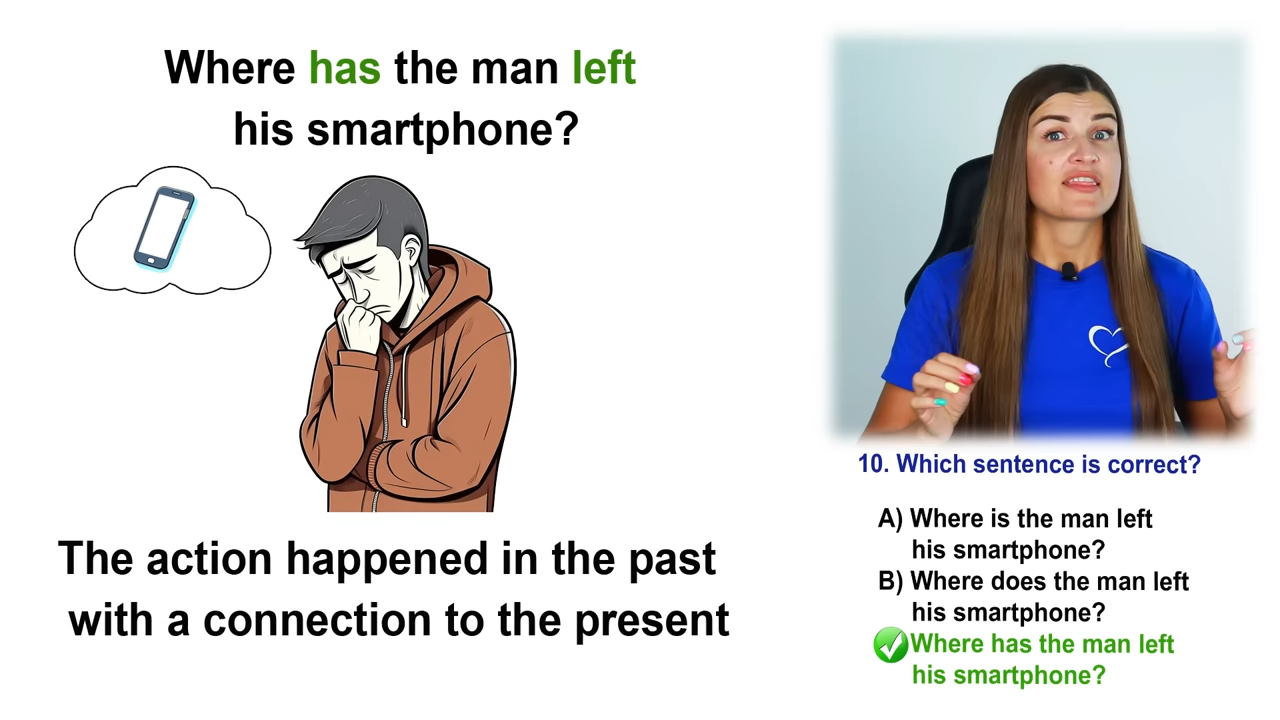 Where has the man left
his smartphone?
The action happened in the past
with a connection to the present
10. Which sentence is correct?
A) Where is the man left
his smartphone?
B) Where does the man left
his smartphone?
Where has the man left
his smartphone?